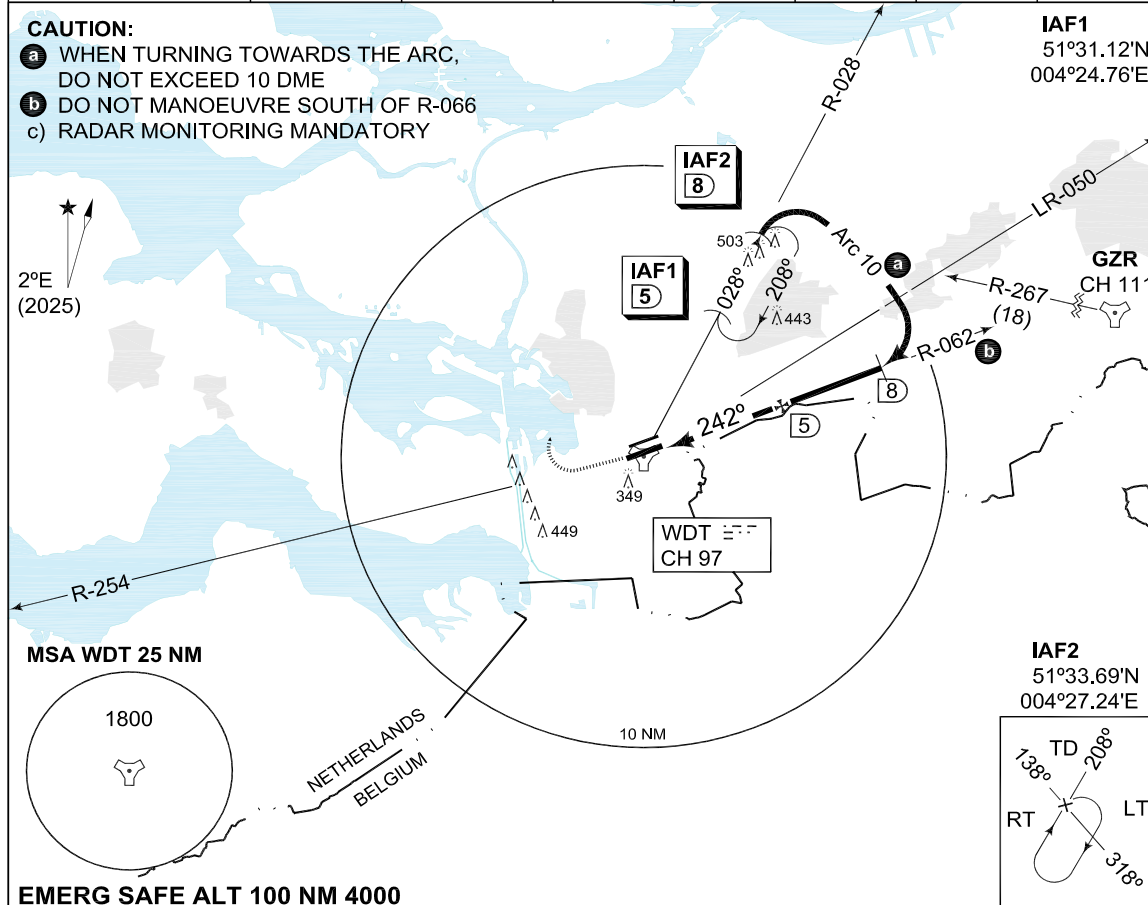 CAUTION:
a WHEN TURNING TOWARDS THE ARC,
DO NOT EXCEED 10 DME
b DO NOT MANOEUVRE SOUTH OF R-066
c) RADAR MONITORING MANDATORY
IAF1
51º31.12'N
004º24.76'E
R-028
IAF2
8
LR-050
2ºE
(2025)
503
Arc 10
a
IAF1
5
028º
208º
443
GZR
CH 111
R-267
(18)
R-062
b
8
242º
5
349
449
WDT
CH 97
R-254
MSA WDT 25 NM
1800
10 NM
NETHERLANDS
BELGIUM
IAF2
51º33.69'N
004º27.24'E
TD
208º
138º
RT
LT
318º
EMERG SAFE ALT 100 NM 4000